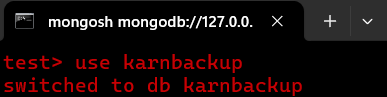 mongosh mongodb://127.0.0.
test> use karnbackup
switched to db karnbackup